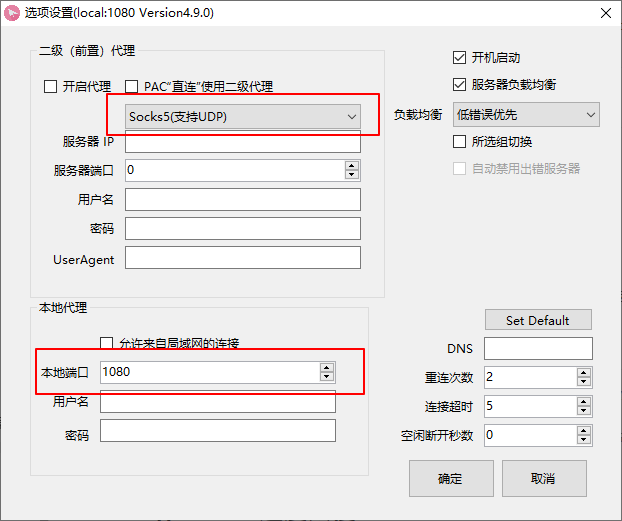 选项设置(local:1080 Version4.9.0)
二级（前置）代理
开启代理
PAC“直连”使用二级代理
Socks5(支持UDP)
服务器 IP
服务器端口
0
用户名
密码
UserAgent
开机启动
服务器负载均衡
负载均衡
低错误优先
所选组切换
自动禁用出错服务器
本地代理
允许来自局域网的连接
本地端口
1080
用户名
密码
Set Default
DNS
重连次数
2
连接超时
5
空闲断开秒数
0
确定
取消